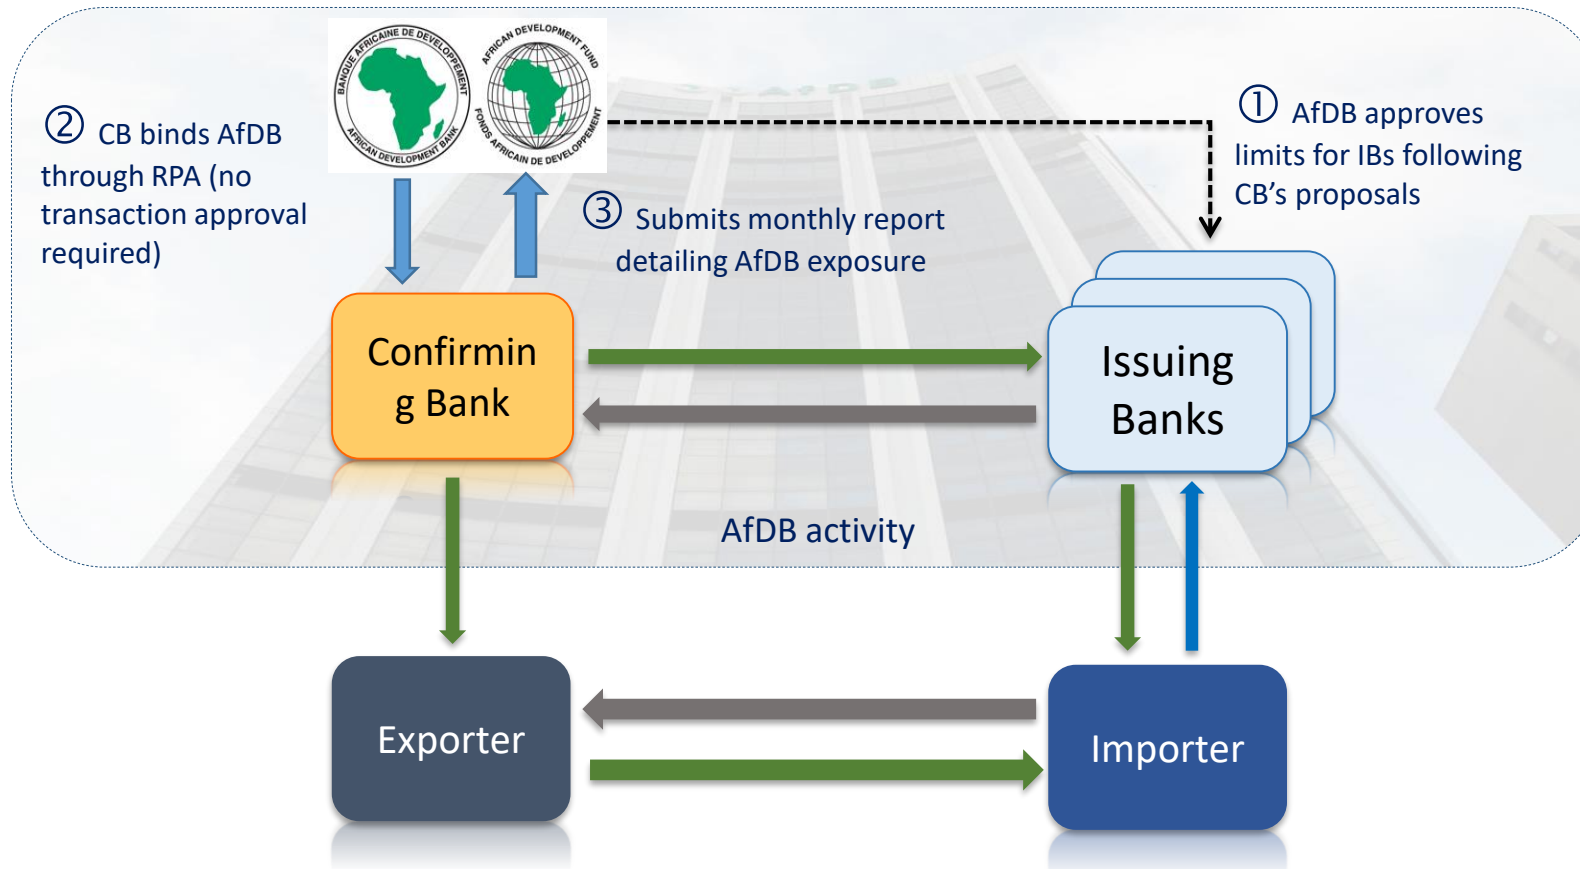 BANQUE AFRICAINE DE DEVELOPPEMENT
AFRICAN DEVELOPMENT BANK
AFRICAN DEVELOPMENT FUND
FONDS AFRICAIN DE DEVELOPPEMENT
AfDB
② CB binds AfDB
through RPA (no
transaction approval
required)
① AfDB approves
limits for IBs following
CB’s proposals
③ Submits monthly report
detailing AfDB exposure
Confirmin
g Bank
Issuing
Banks
AfDB activity
Exporter
Importer